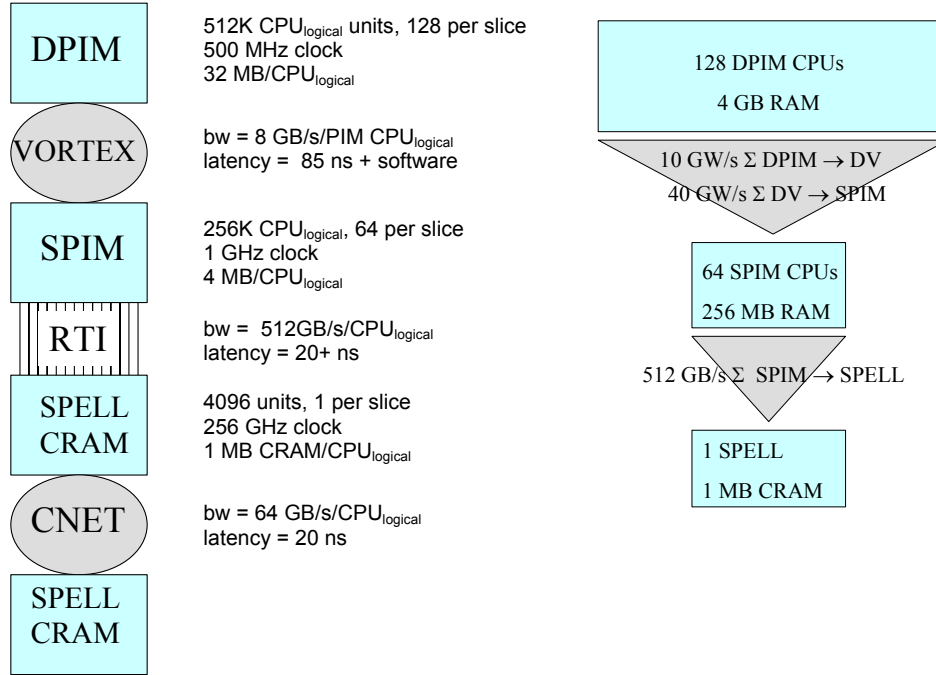 DPIM
512K CPUlogical units, 128 per slice
500 MHz clock
32 MB/CPUlogical
VORTEX
bw = 8 GB/s/PIM CPUlogical
latency = 85 ns + software
SPIM
256K CPUlogical, 64 per slice
1 GHz clock
4 MB/CPUlogical
RTI
bw = 512GB/s/CPUlogical
latency = 20+ ns
SPELL
CRAM
4096 units, 1 per slice
256 GHz clock
1 MB CRAM/CPUlogical
CNET
bw = 64 GB/s/CPUlogical
latency = 20 ns
SPELL
CRAM
128 DPIM CPUs
4 GB RAM
10 GW/s Σ DPIM → DV
40 GW/s Σ DV → SPIM
64 SPIM CPUs
256 MB RAM
512 GB/s Σ SPIM → SPELL
1 SPELL
1 MB CRAM